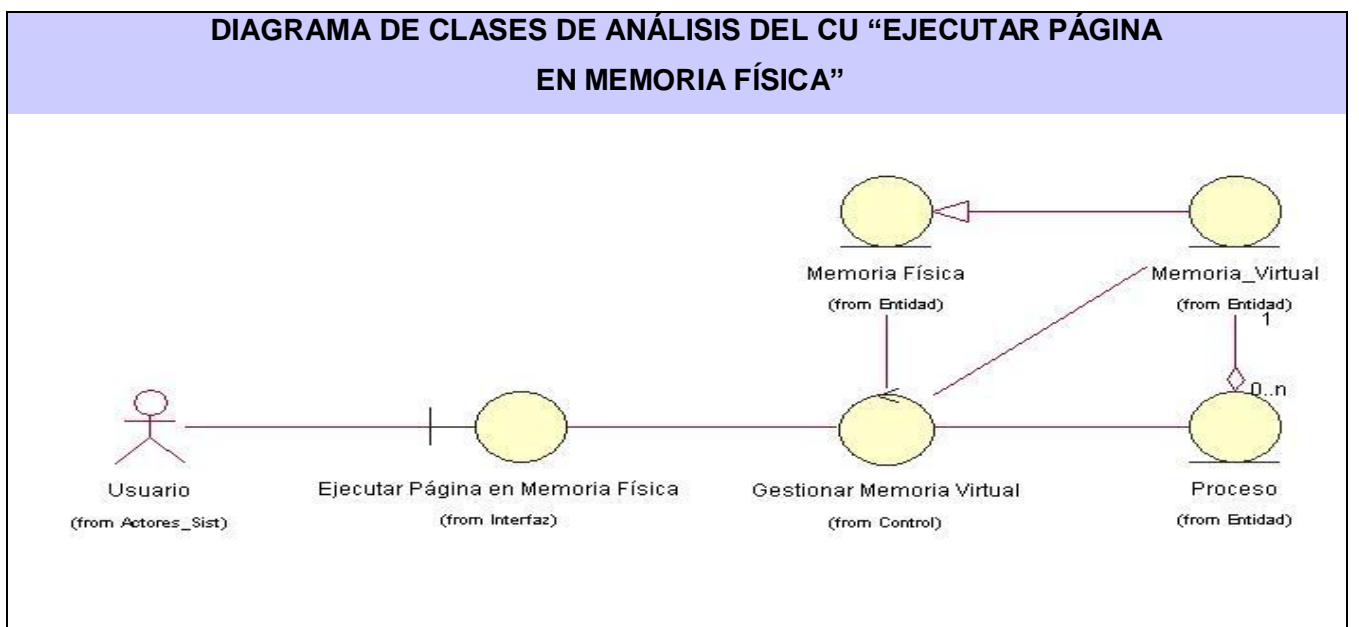 DIAGRAMA DE CLASES DE ANÁLISIS DEL CU “EJECUTAR PÁGINA
EN MEMORIA FÍSICA”
Memoria Física
(from Entidad)
Memoria_Virtual
(from Entidad)
1
0..n
Usuario
(from Actores_Sist)
Ejecutar Página en Memoria Física
(from Interfaz)
Gestionar Memoria Virtual
(from Control)
Proceso
(from Entidad)